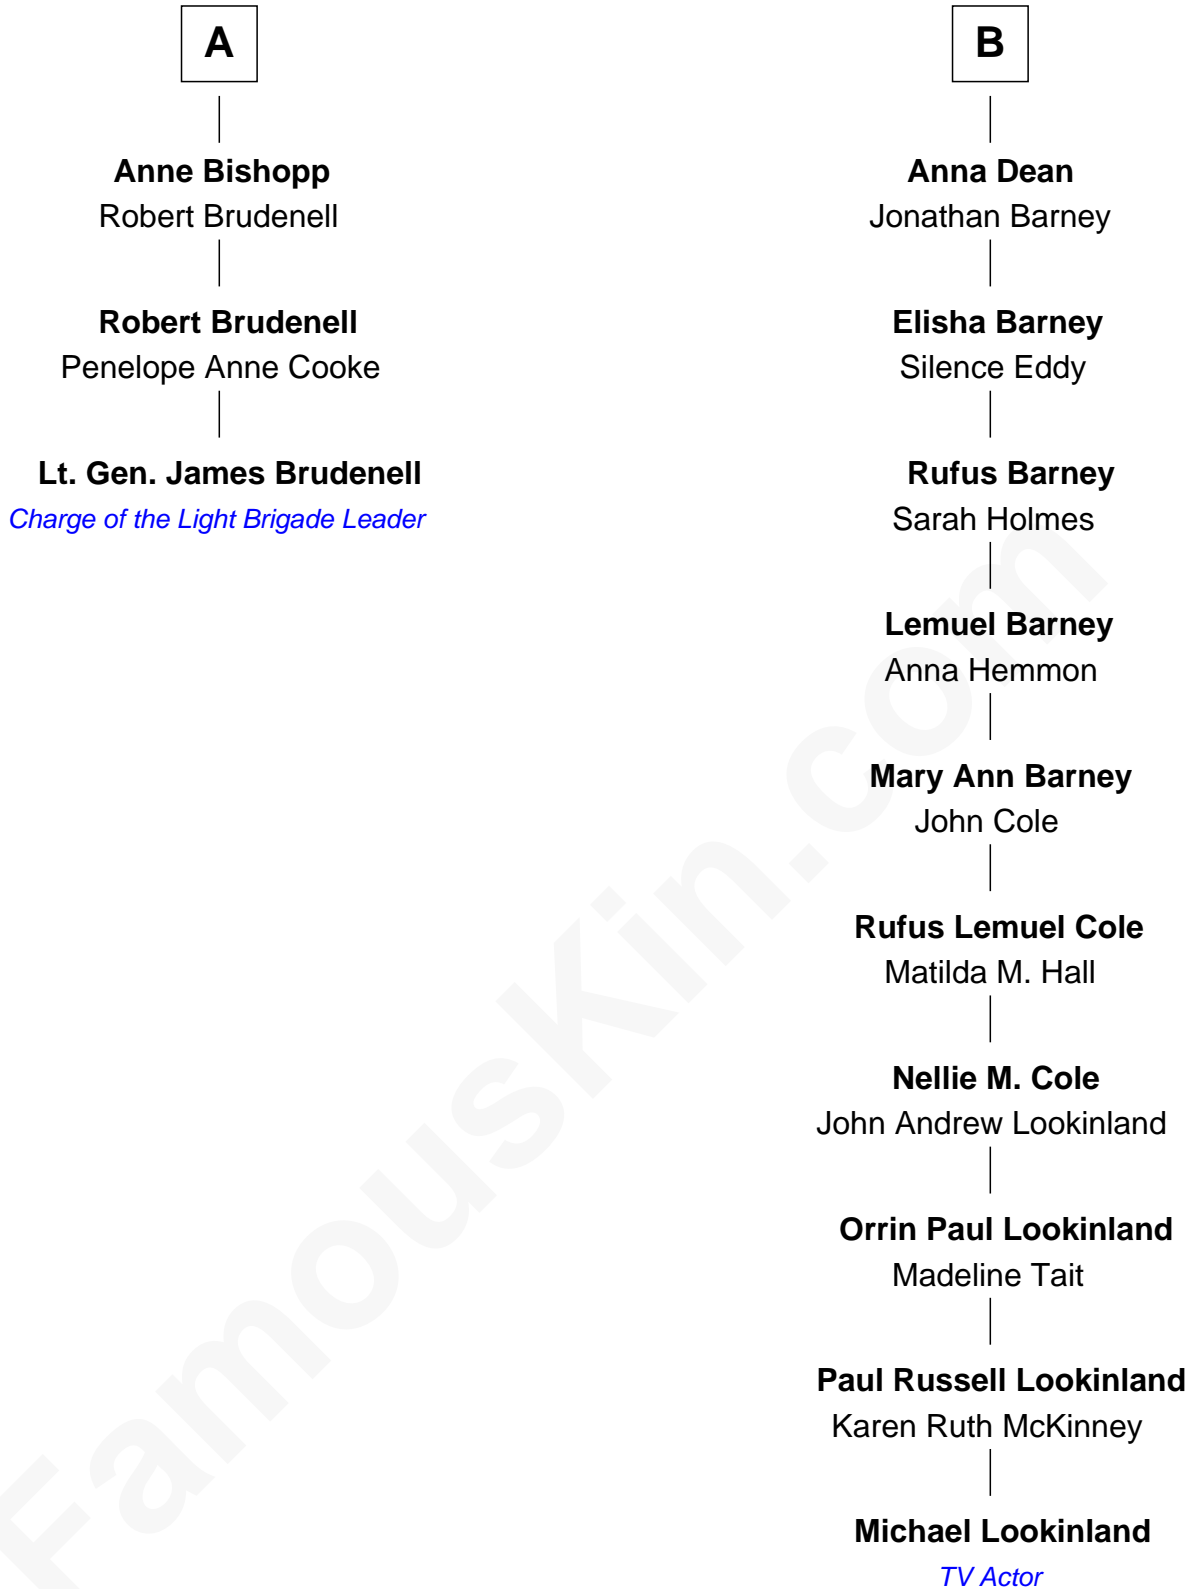 A
Anne Bishopp
Robert Brudenell
Robert Brudenell
Penelope Anne Cooke
Lt. Gen. James Brudenell
Charge of the Light Brigade Leader
B
Anna Dean
Jonathan Barney
Elisha Barney
Silence Eddy
Rufus Barney
Sarah Holmes
Lemuel Barney
Anna Hemmon
Mary Ann Barney
John Cole
Rufus Lemuel Cole
Matilda M. Hall
Nellie M. Cole
John Andrew Lookinland
Orrin Paul Lookinland
Madeline Tait
Paul Russell Lookinland
Karen Ruth McKinney
Michael Lookinland
TV Actor
FamousKin.com